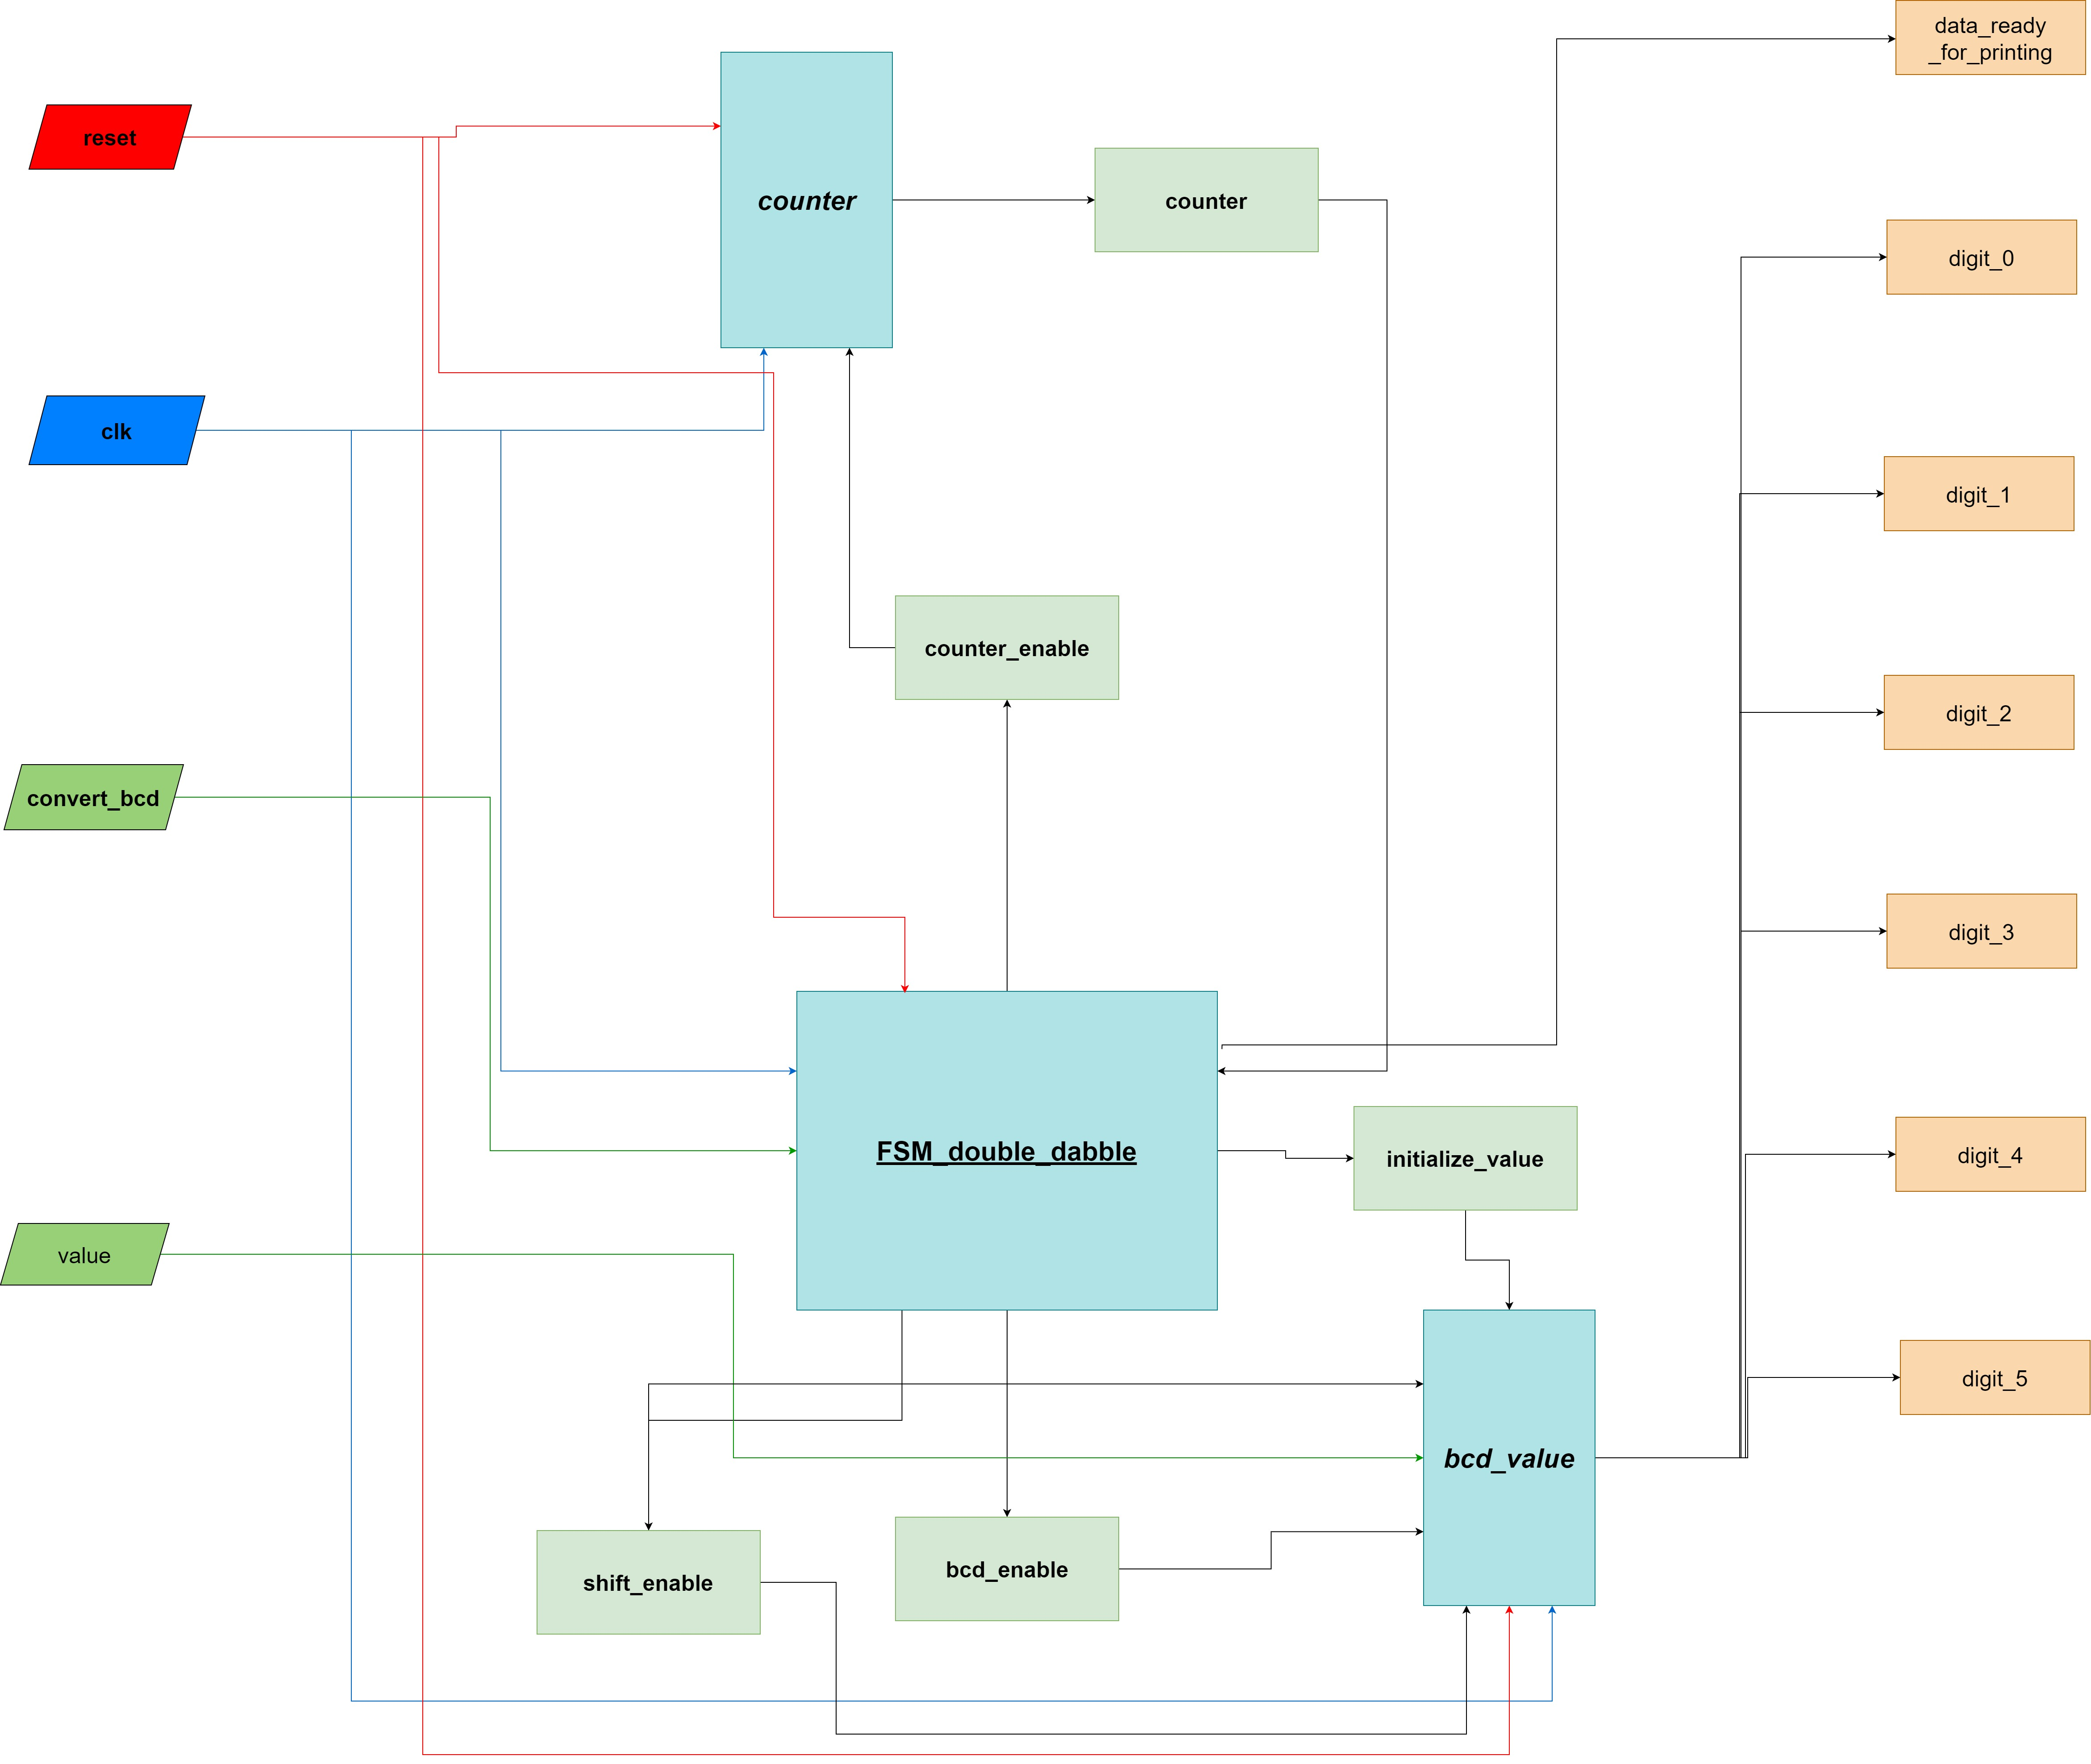 data_ready
_for_printing
reset
counter
counter
digit_0
clk
digit_1
counter_enable
digit_2
convert_bcd
digit_3
FSM_double_dabble
initialize_value
digit_4
value
digit_5
bcd_value
shift_enable
bcd_enable